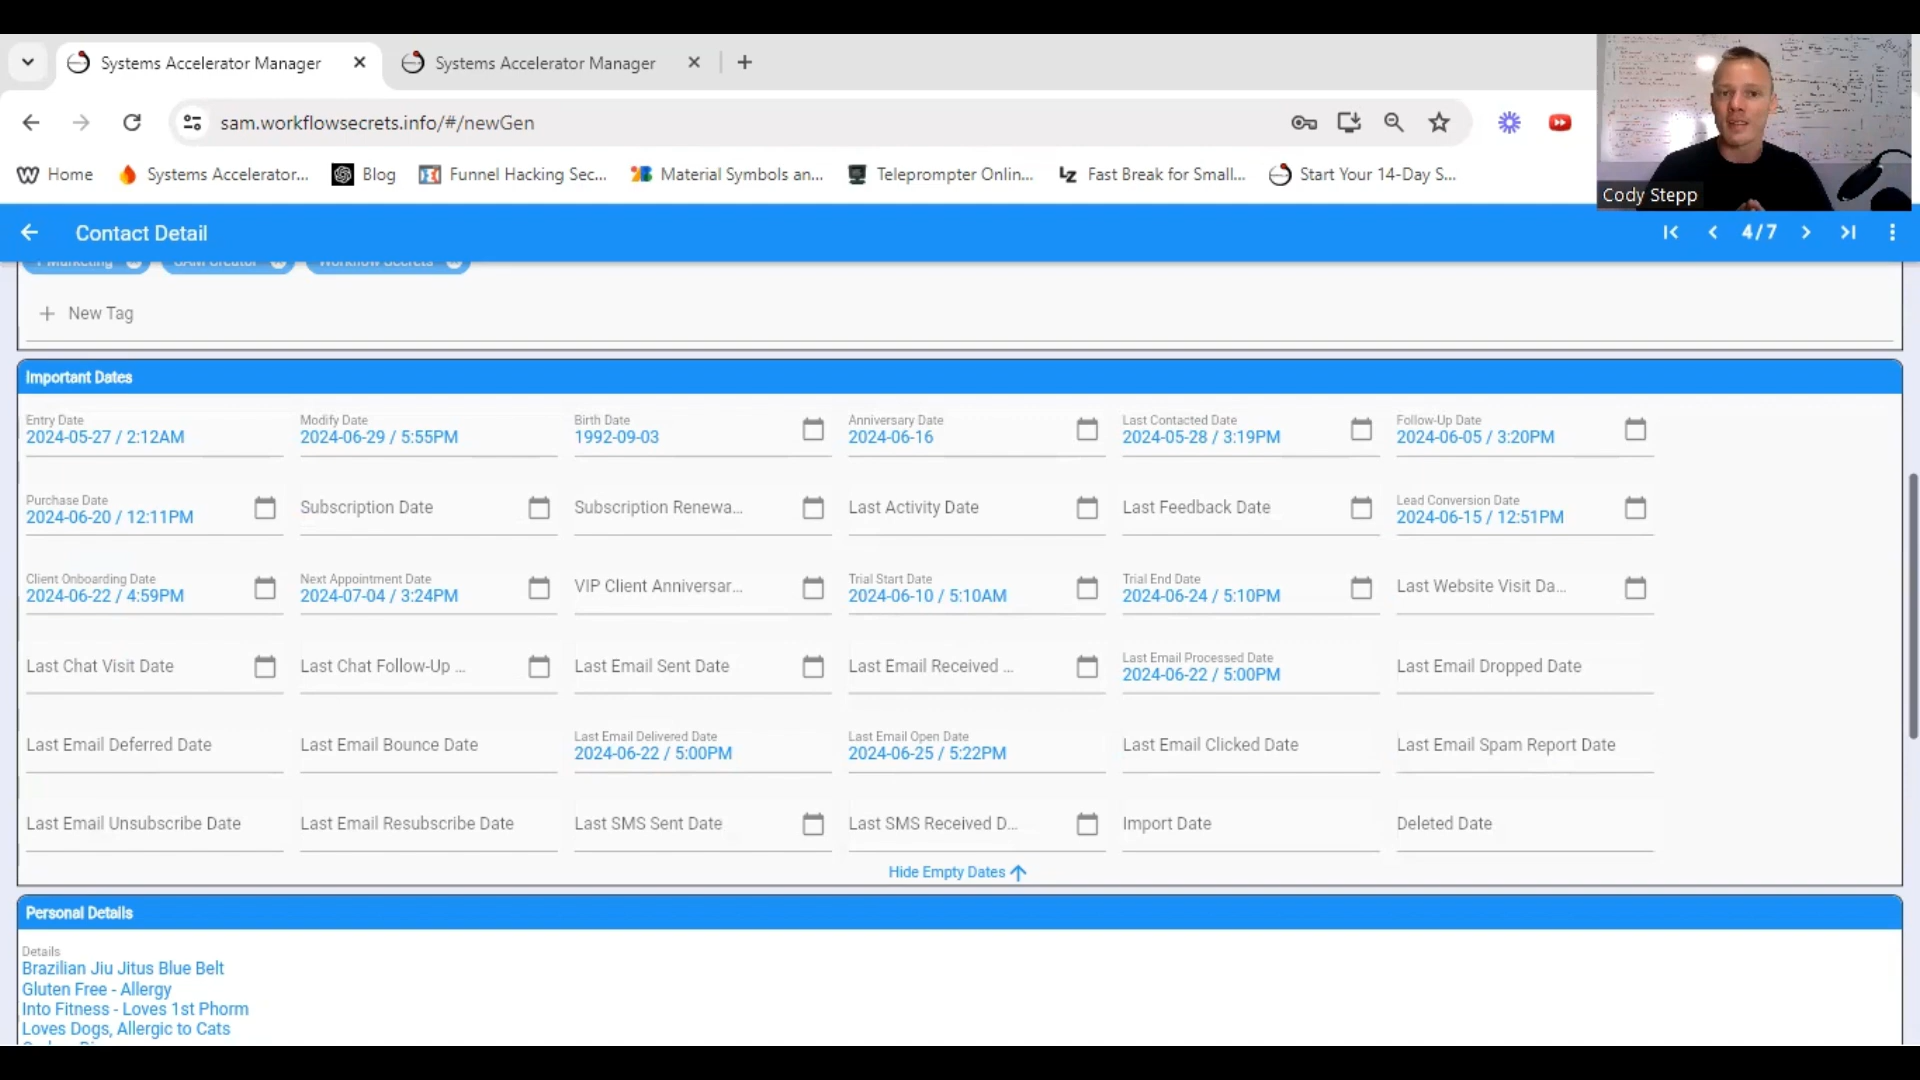 Systems Accelerator Manager
Systems Accelerator Manager
sam.workflowsecrets.info/#/newGen
Home
Systems Accelerator...
Blog
Funnel Hacking Sec...
Material Symbols an...
Teleprompter Onlin...
Fast Break for Small...
Start Your 14-Day S...
Cody Stepp
Contact Detail
4/7
Workflow Secrets
New Tag
Important Dates
Entry Date
2024-05-27 / 2:12AM
Modify Date
2024-06-29 / 5:55PM
Birth Date
1992-09-03
Anniversary Date
2024-06-16
Last Contacted Date
2024-05-28 / 3:19PM
Follow-Up Date
2024-06-05 / 3:20PM
Purchase Date
2024-06-20 / 12:11PM
Subscription Date
Subscription Renewa...
Last Activity Date
Last Feedback Date
Lead Conversion Date
2024-06-15 / 12:51PM
Client Onboarding Date
2024-06-22 / 4:59PM
Next Appointment Date
2024-07-04 / 3:24PM
VIP Client Anniversar...
Trial Start Date
2024-06-10 / 5:10AM
Trial End Date
2024-06-24 / 5:10PM
Last Website Visit Da...
Last Chat Visit Date
Last Chat Follow-Up ...
Last Email Sent Date
Last Email Received ...
Last Email Processed Date
2024-06-22 / 5:00PM
Last Email Dropped Date
Last Email Deferred Date
Last Email Bounce Date
Last Email Delivered Date
2024-06-22 / 5:00PM
Last Email Open Date
2024-06-25 / 5:22PM
Last Email Clicked Date
Last Email Spam Report Date
Last Email Unsubscribe Date
Last Email Resubscribe Date
Last SMS Sent Date
Last SMS Received D...
Import Date
Deleted Date
Hide Empty Dates
Personal Details
Details
Brazilian Jiu Jitus Blue Belt
Gluten Free - Allergy
Into Fitness - Loves 1st Phorm
Loves Dogs, Allergic to Cats